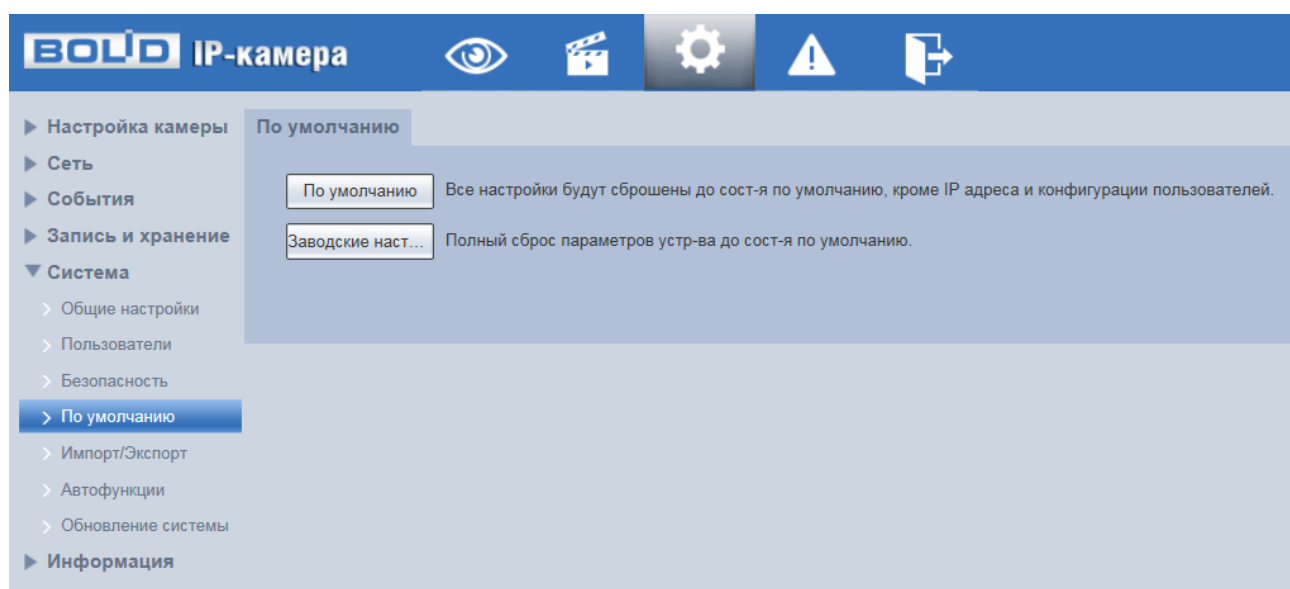 BOLID IP-камера
Настройка камеры
Сеть
События
Запись и хранение
Система
Общие настройки
Пользователи
Безопасность
По умолчанию
Импорт/Экспорт
Автофункции
Обновление системы
Информация
По умолчанию
По умолчанию Все настройки будут сброшены до сост-я по умолчанию, кроме IP адреса и конфигурации пользователей.
Заводские наст... Полный сброс параметров устр-ва до сост-я по умолчанию.